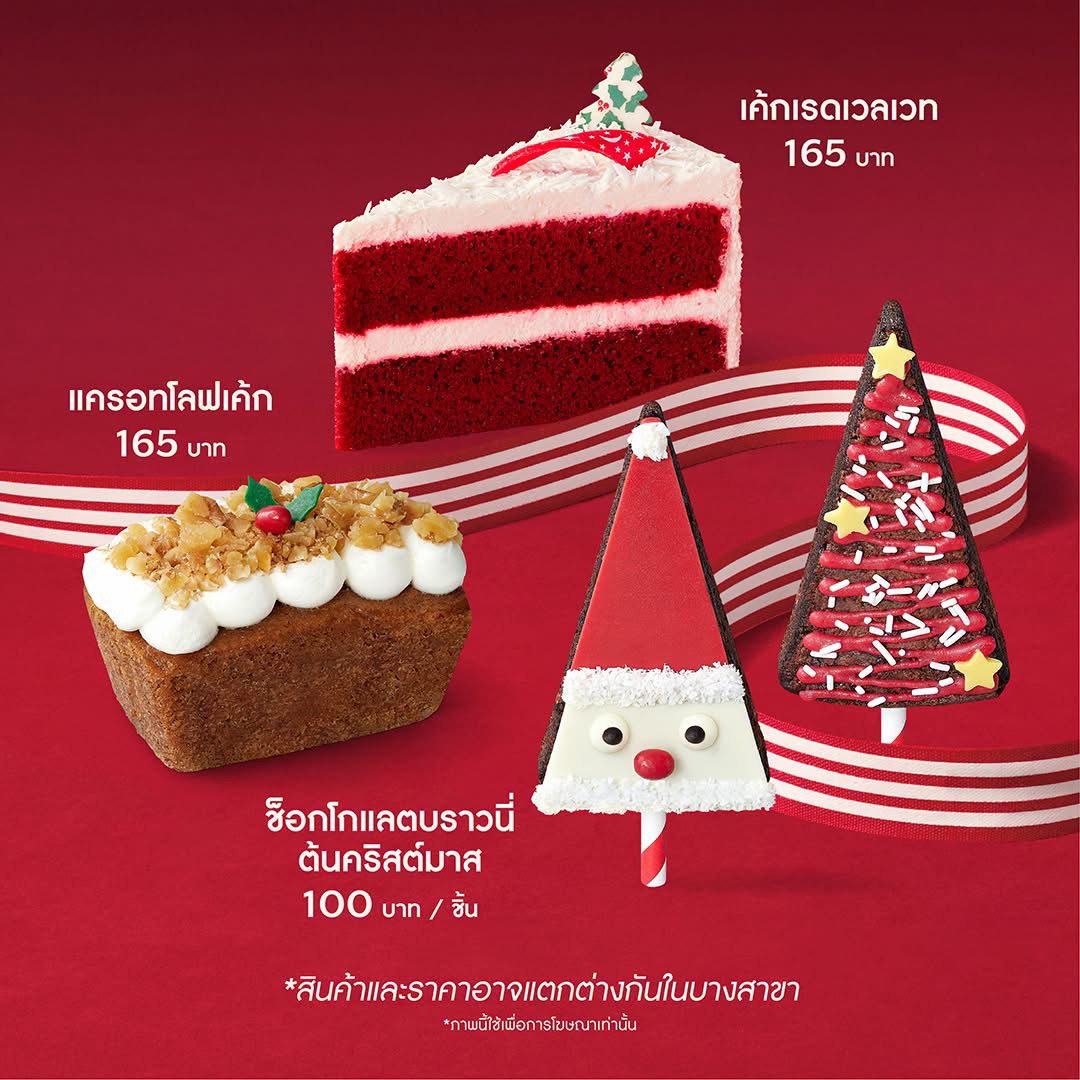 เค้กเรดเวลเวท
165 บาท
แครอทโลฟเค้ก
165 บาท
ช็อกโกแลตบราวนี่
ต้นคริสต์มาส
100 บาท / ชิ้น
*สินค้าและราคาอาจแตกต่างกันในบางสาขา
*ภาพนี้ใช้เพื่อการโฆษณาเท่านั้น